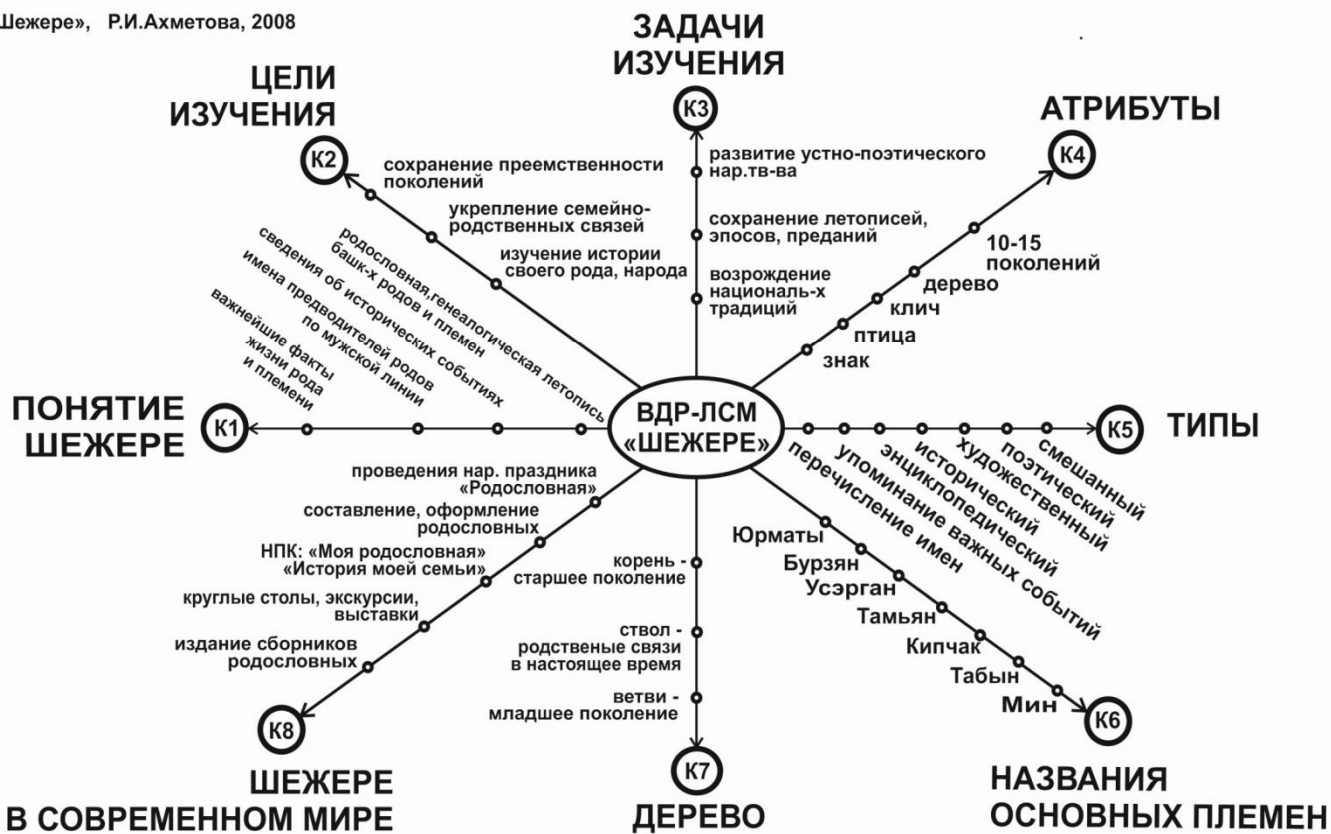 Шежере», Р.И.Ахметова, 2008
ЗАДАЧИ
ИЗУЧЕНИЯ
К3
развитие устно-поэтического
нар.тв-ва
сохранение летописей,
эпосов, преданий
возрождение
националь-х
традиций
ЦЕЛИ
ИЗУЧЕНИЯ
К2
сохранение преемственности
поколений
укрепление семейно-
родственных связей
изучение истории
своего рода, народа
АТРИБУТЫ
К4
10-15
поколений
дерево
клич
птица
знак
ПОНЯТИЕ
ШЕЖЕРЕ
К1
важнейшие факты
жизни рода
и племени
имена предводителей родов
по мужской линии
сведения об исторических событиях
родословная,генеалогическая летопись
башк-х родов и племен
ВДР-ЛСМ
«ШЕЖЕРЕ»
К5
ТИПЫ
перечисление имен
упоминание важных событий
энциклопедический
исторический
художественный
поэтический
смешанный
проведения нар. праздника
«Родословная»
составление, оформление
родословных
НПК: «Моя родословная»
«История моей семьи»
круглые столы, экскурсии,
выставки
издание сборников
родословных
К8
ШЕЖЕРЕ
В СОВРЕМЕННОМ МИРЕ
корень -
старшее поколение
ствол -
родственые связи
в настоящее время
ветви -
младшее поколение
К7
ДЕРЕВО
Юрматы
Бурзян
Усэрган
Тамьян
Кипчак
Табын
Мин
К6
НАЗВАНИЯ
ОСНОВНЫХ ПЛЕМЕН